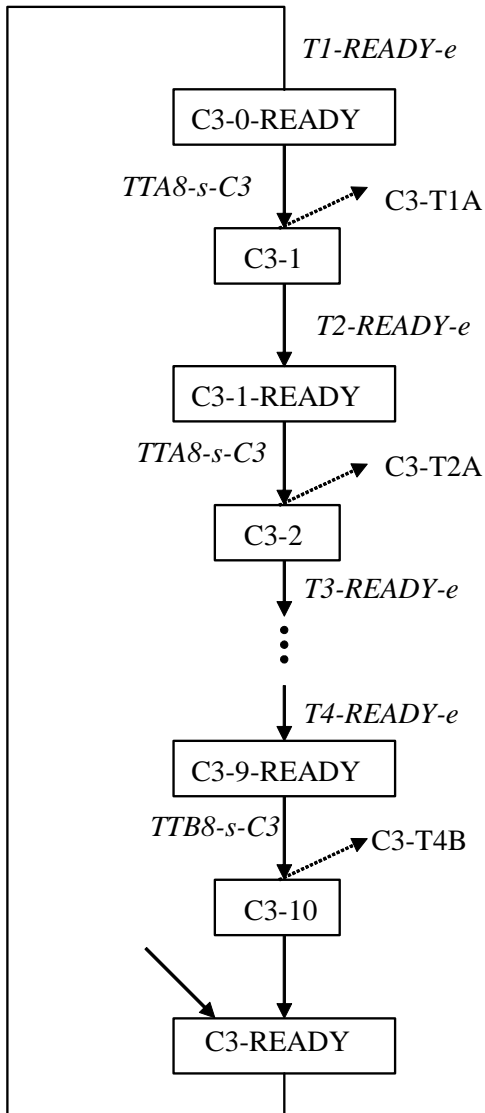 T1-READY-e
C3-0-READY
TTA8-s-C3
C3-T1A
C3-1
T2-READY-e
C3-1-READY
TTA8-s-C3
C3-T2A
C3-2
T3-READY-e
T4-READY-e
C3-9-READY
TTB8-s-C3
C3-T4B
C3-10
C3-READY